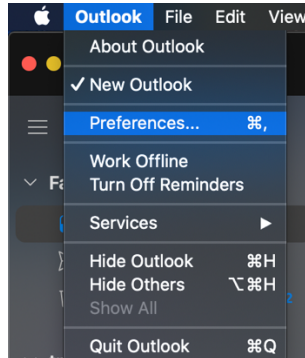 Outlook File Edit View
About Outlook
✓ New Outlook
Preferences... ⌘,
Work Offline
Turn Off Reminders
Services ▶
Hide Outlook ⌘H
Hide Others ⌥⌘H
Show All
Quit Outlook ⌘Q